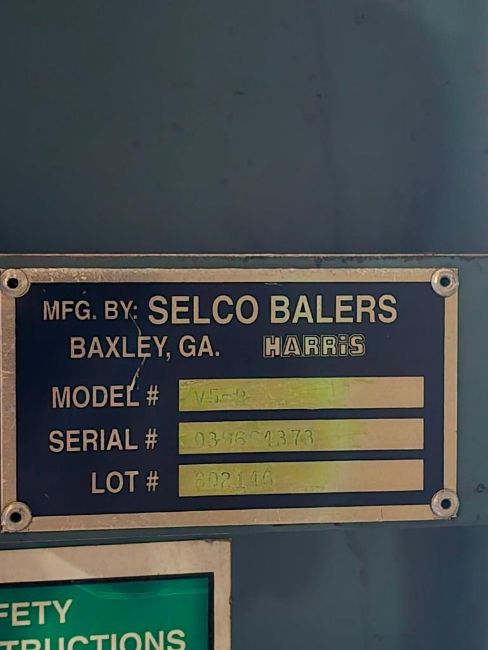 MFG. BY: SELCO BALERS
BAXLEY, GA. HARRiS
MODEL #
SERIAL #
LOT #
FETY
TRUCTIONS